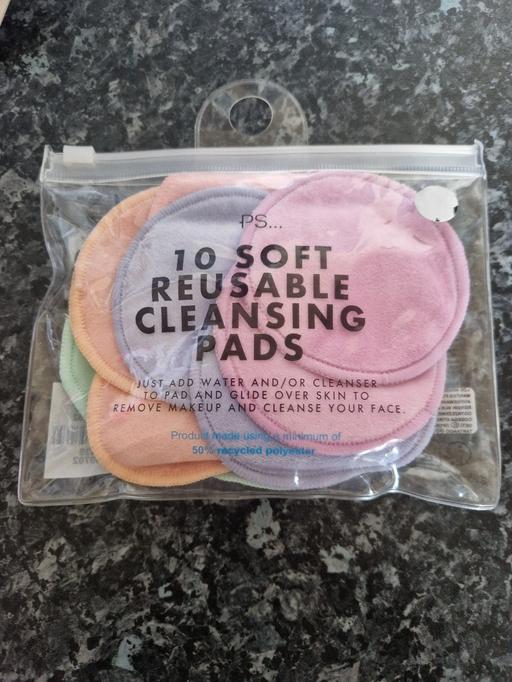 PS...
10 SOFT
REUSABLE
CLEANSING
PADS
JUST ADD WATER AND/OR CLEANSER
TO PAD AND GLIDE OVER SKIN TO
REMOVE MAKEUP AND CLEANSE YOUR FACE.
Product made using a minimum of
50% recycled polyester